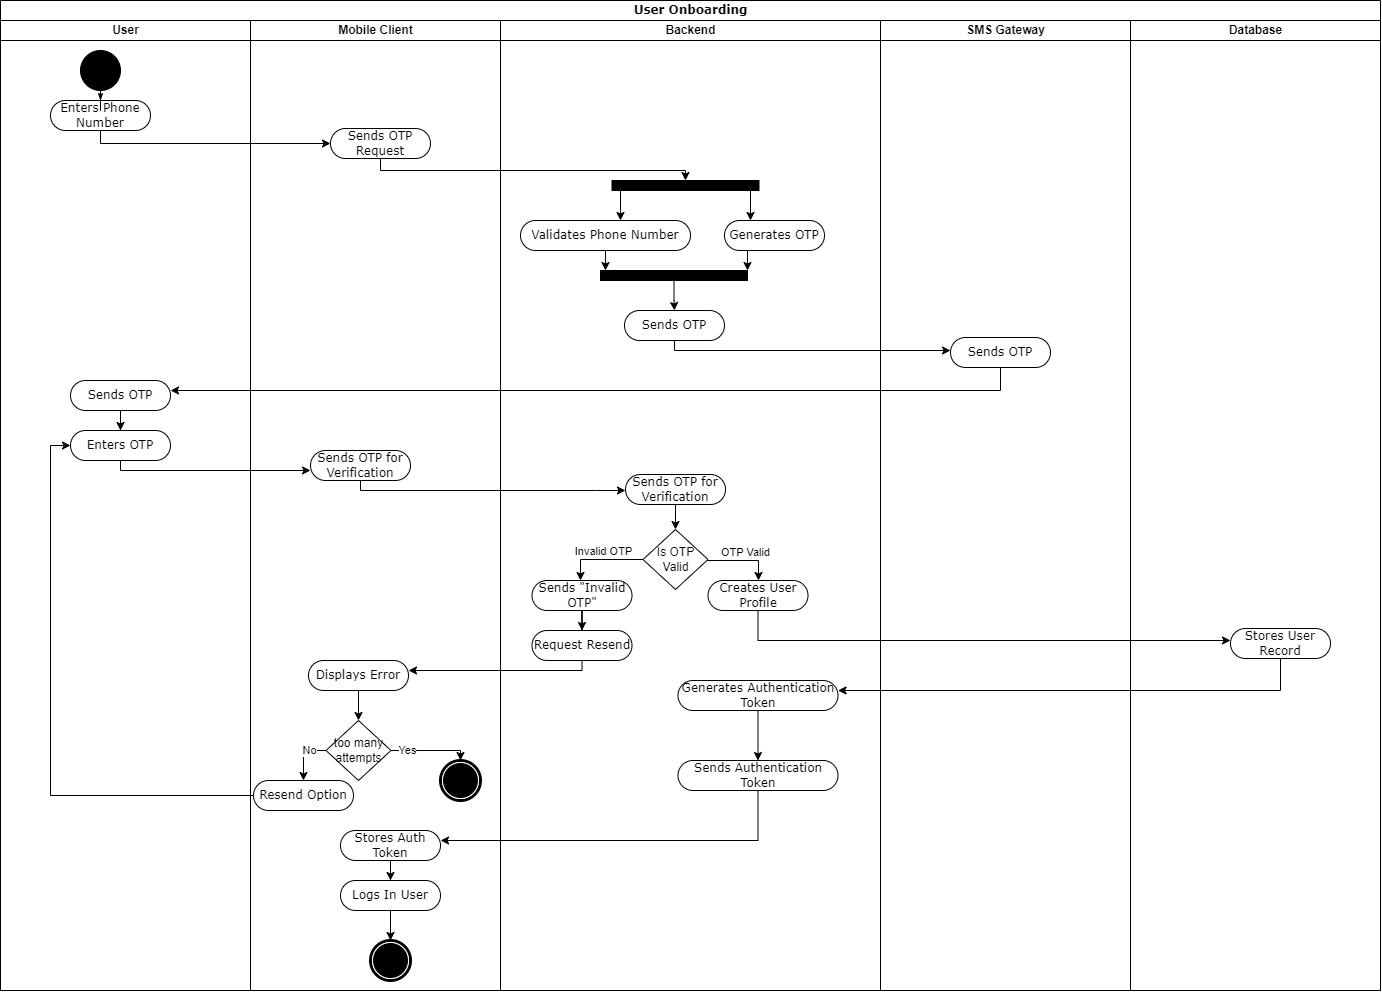 User Onboarding
User
Mobile Client
Backend
SMS Gateway
Database
Enters Phone
Number
Sends OTP
Request
Validates Phone Number
Generates OTP
Sends OTP
Sends OTP
Sends OTP
Enters OTP
Sends OTP for
Verification
Sends OTP for
Verification
Is OTP
Valid
Invalid OTP
OTP Valid
Sends "Invalid
OTP"
Creates User
Profile
Request Resend
Stores User
Record
Displays Error
Generates Authentication
Token
too many
attempts
No
Yes
Sends Authentication
Token
Resend Option
Stores Auth
Token
Logs In User